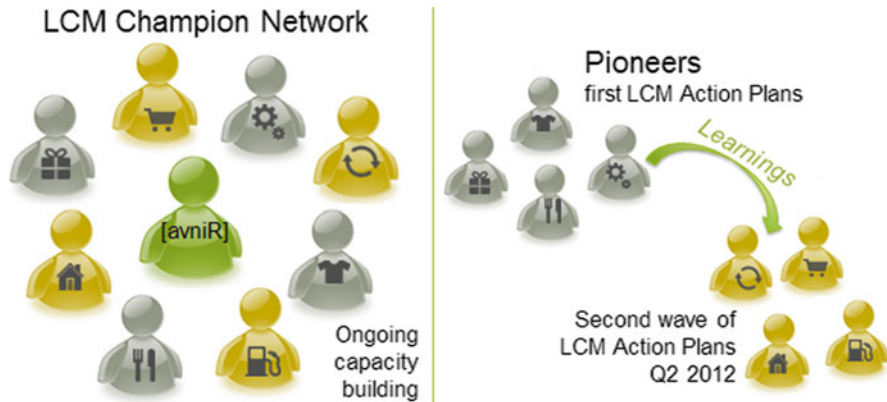 LCM Champion Network
[avniR]
Ongoing
capacity
building
Pioneers
first LCM Action Plans
Learnings
Second wave of
LCM Action Plans
Q2 2012